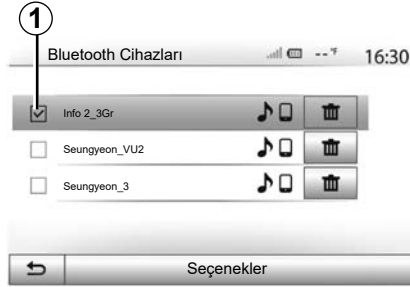 1
Bluetooth Cihazları --°F 16:30
Info 2_3Gr
Seungyeon_VU2
Seungyeon_3
Seçenekler